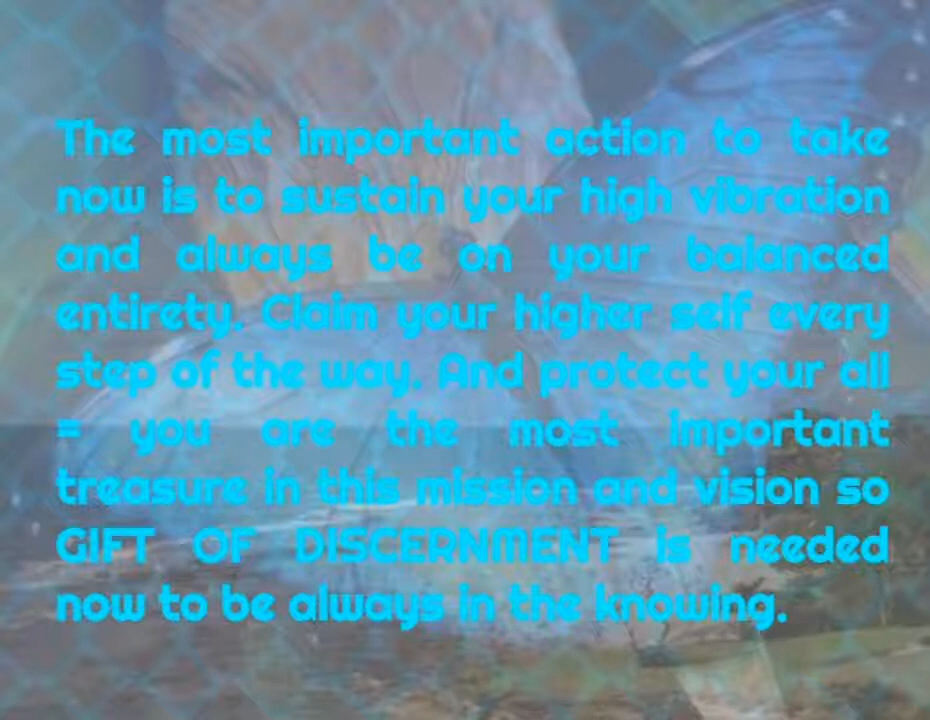 The most important action to take
now is to sustain your high vibration
and always be on your balanced
entirety. Claim your higher self every
step of the way. And protect your all
= you are the most important
treasure in this mission and vision so
GIFT OF DISCERNMENT is needed
now to be always in the knowing.